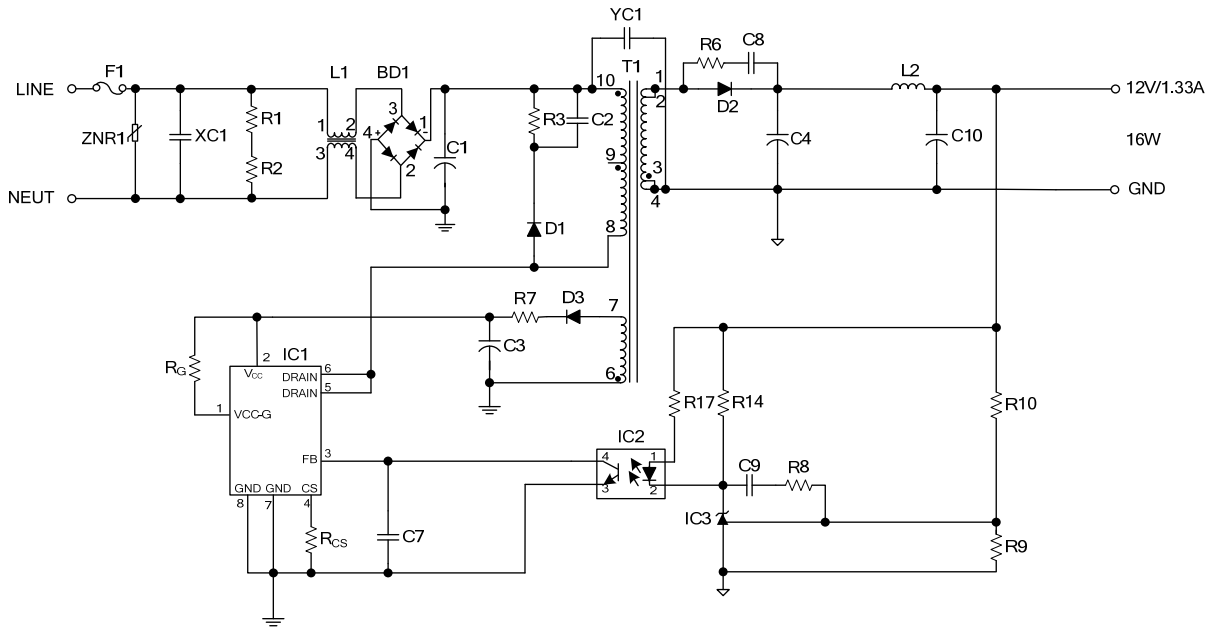 YC1
F1
L1
BD1
T1
R6
C8
L2
LINE
10
1
2
D2
12V/1.33A
ZNR1
XC1
R1
R2
1
2
3
4
3
4
+
1
-
2
C1
R3
C2
9
3
4
C4
C10
16W
NEUT
GND
8
D1
R7
D3
7
C3
6
RG
2
IC1
VCC
DRAIN
6
DRAIN
5
1
VCC-G
R17
R14
R10
IC2
FB
3
4
3
1
2
C9
R8
GND
GND
CS
8
7
4
IC3
RCS
C7
R9